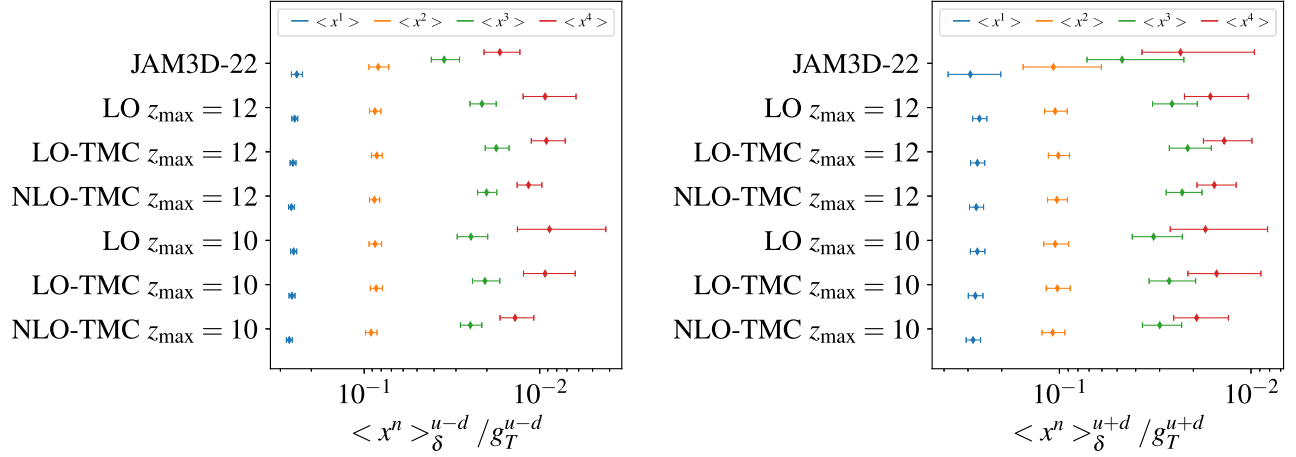 < x¹ > < x² > < x³ > < x⁴ >
JAM3D-22
LO z_max = 12
LO-TMC z_max = 12
NLO-TMC z_max = 12
LO z_max = 10
LO-TMC z_max = 10
NLO-TMC z_max = 10
10⁻¹ 10⁻²
< xⁿ >_δ^{u−d} /g_T^{u−d}
< x¹ > < x² > < x³ > < x⁴ >
JAM3D-22
LO z_max = 12
LO-TMC z_max = 12
NLO-TMC z_max = 12
LO z_max = 10
LO-TMC z_max = 10
NLO-TMC z_max = 10
10⁻¹ 10⁻²
< xⁿ >_δ^{u+d} /g_T^{u+d}